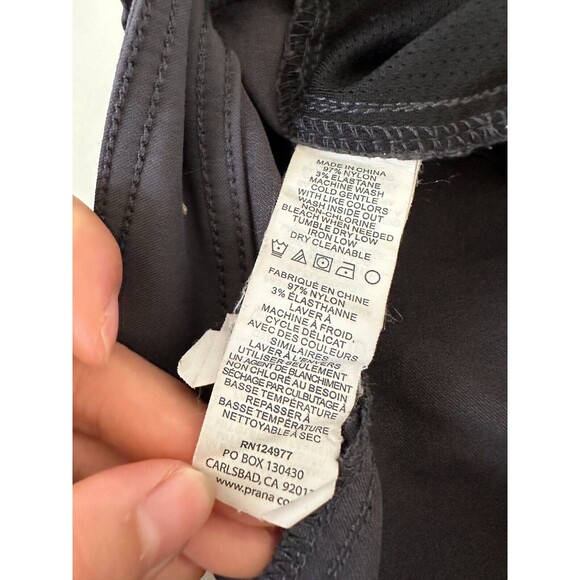 MADE IN CHINA
97% NYLON
3% ELASTANE
MACHINE WASH
COLD GENTLE
WITH LIKE COLORS
WASH INSIDE OUT
NON-CHLORINE
BLEACH WHEN NEEDED
TUMBLE DRY LOW
IRON LOW
DRY CLEANABLE
FABRIQUÉ EN CHINE
97% NYLON
3% ÉLASTHANNE
LAVER À
MACHINE À FROID,
CYCLE DÉLICAT
AVEC DES COULEURS
SIMILAIRES
LAVER À L'ENVERS
UTILISER SEULEMENT
UN AGENT DE BLANCHIMENT
NON CHLORÉ AU BESOIN
SÉCHAGE PAR CULBUTAGE À
BASSE TEMPÉRATURE
REPASSER À
BASSE TEMPÉRATURE
NETTOYABLE À SEC
RN124977
PO BOX 130430
CARLSBAD, CA 9201
www.prana.co